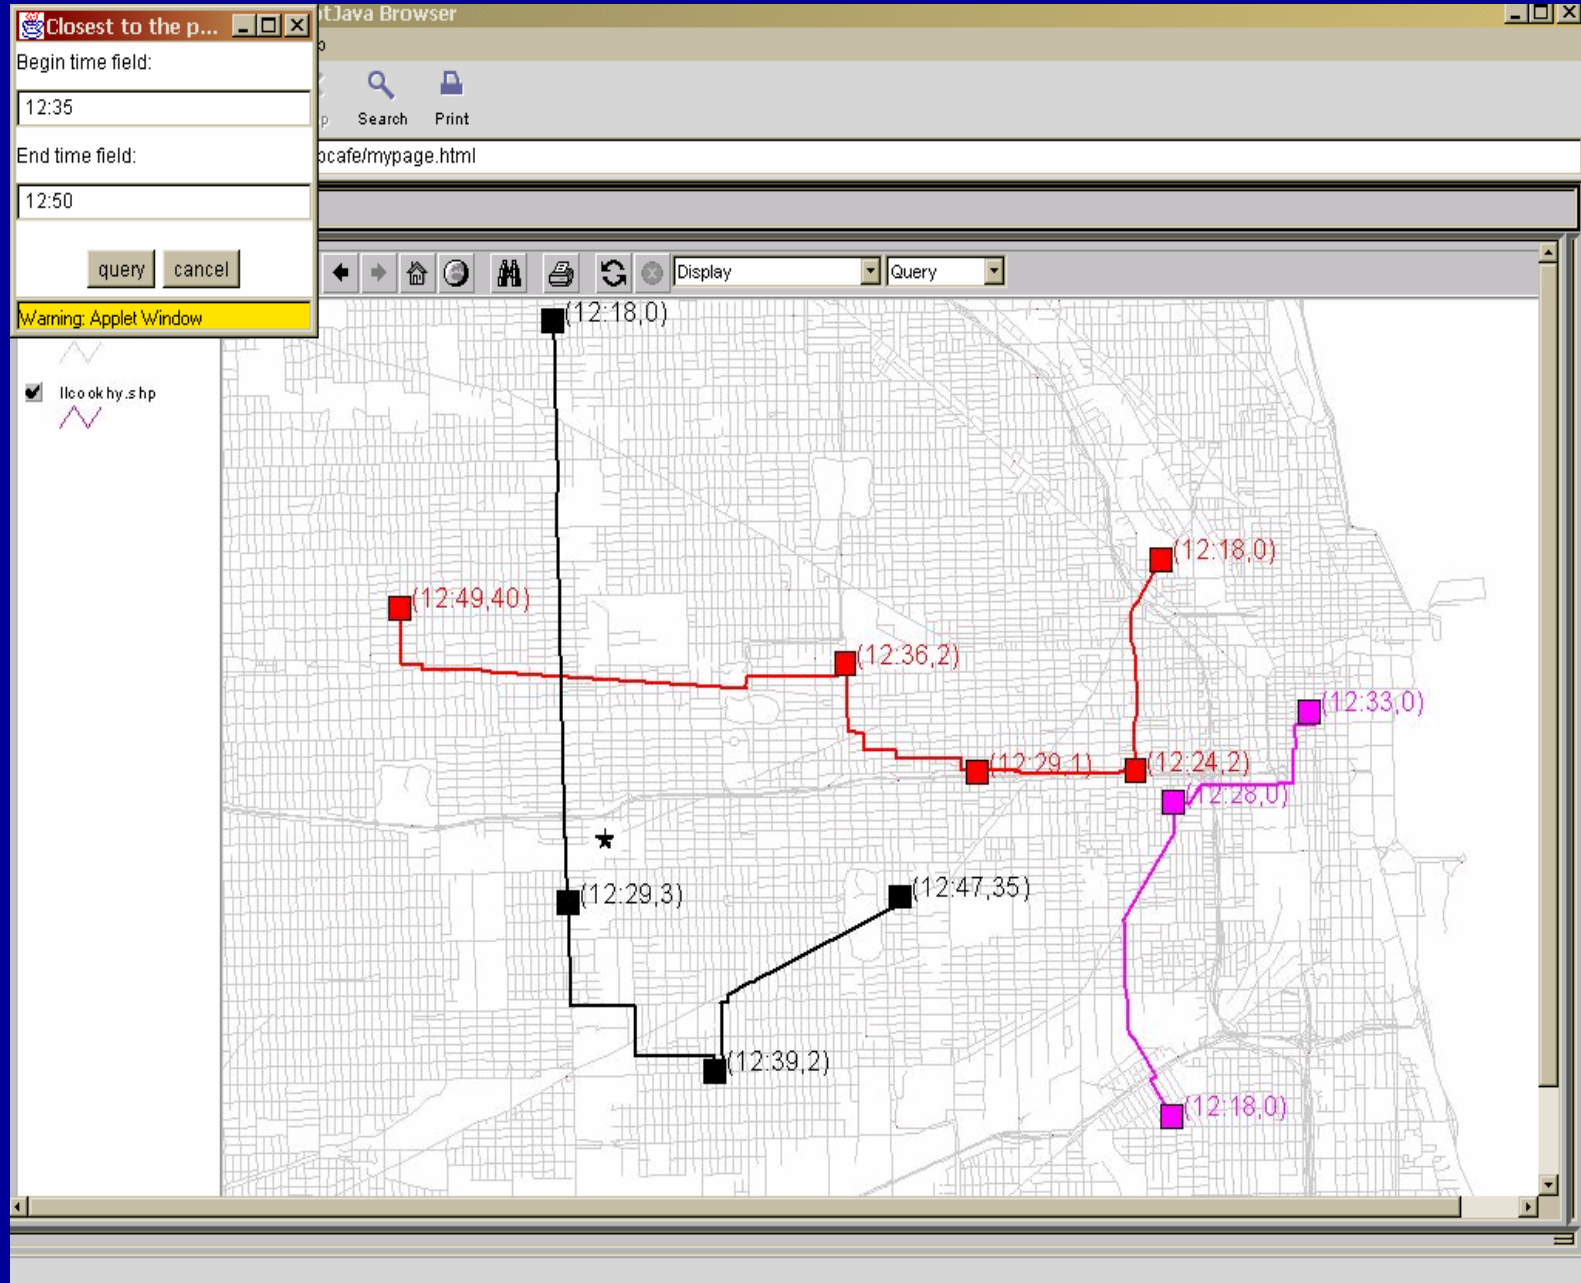 Closest to the p...
tJava Browser
Begin time field:
12:35
Search
Print
End time field:
ocafe/mypage.html
12:50
query
cancel
Display
Query
Warning: Applet Window
(12:18,0)
llcookhy.shp
(12:18,0)
(12:49,40)
(12:36,2)
(12:33,0)
(12:29,1)
(12:24,2)
(12:28,0)
(12:29,3)
(12:47,35)
(12:39,2)
(12:18,0)